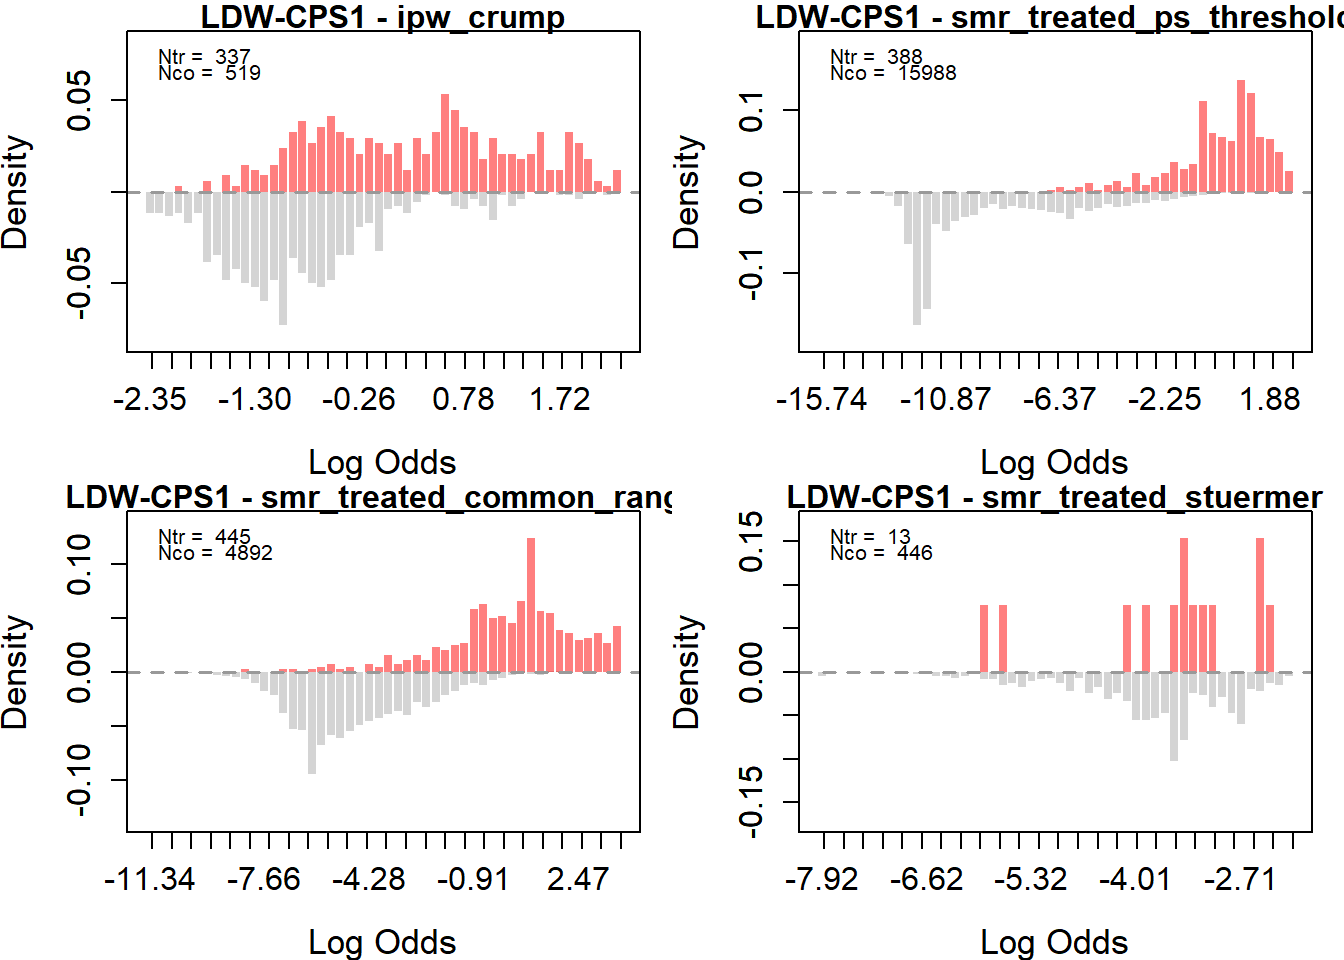 LDW-CPS1 - ipw_crump
Ntr = 337
Nco = 519
0.05
-0.05
Density
-2.35 -1.30 -0.26 0.78 1.72
Log Odds
LDW-CPS1 - smr_treated_ps_threshold
Ntr = 388
Nco = 15988
0.1
0.0
-0.1
Density
-15.74 -10.87 -6.37 -2.25 1.88
Log Odds
LDW-CPS1 - smr_treated_common_rang
Ntr = 445
Nco = 4892
0.10
0.00
-0.10
Density
-11.34 -7.66 -4.28 -0.91 2.47
Log Odds
LDW-CPS1 - smr_treated_stuermer
Ntr = 13
Nco = 446
0.15
0.00
-0.15
Density
-7.92 -6.62 -5.32 -4.01 -2.71
Log Odds